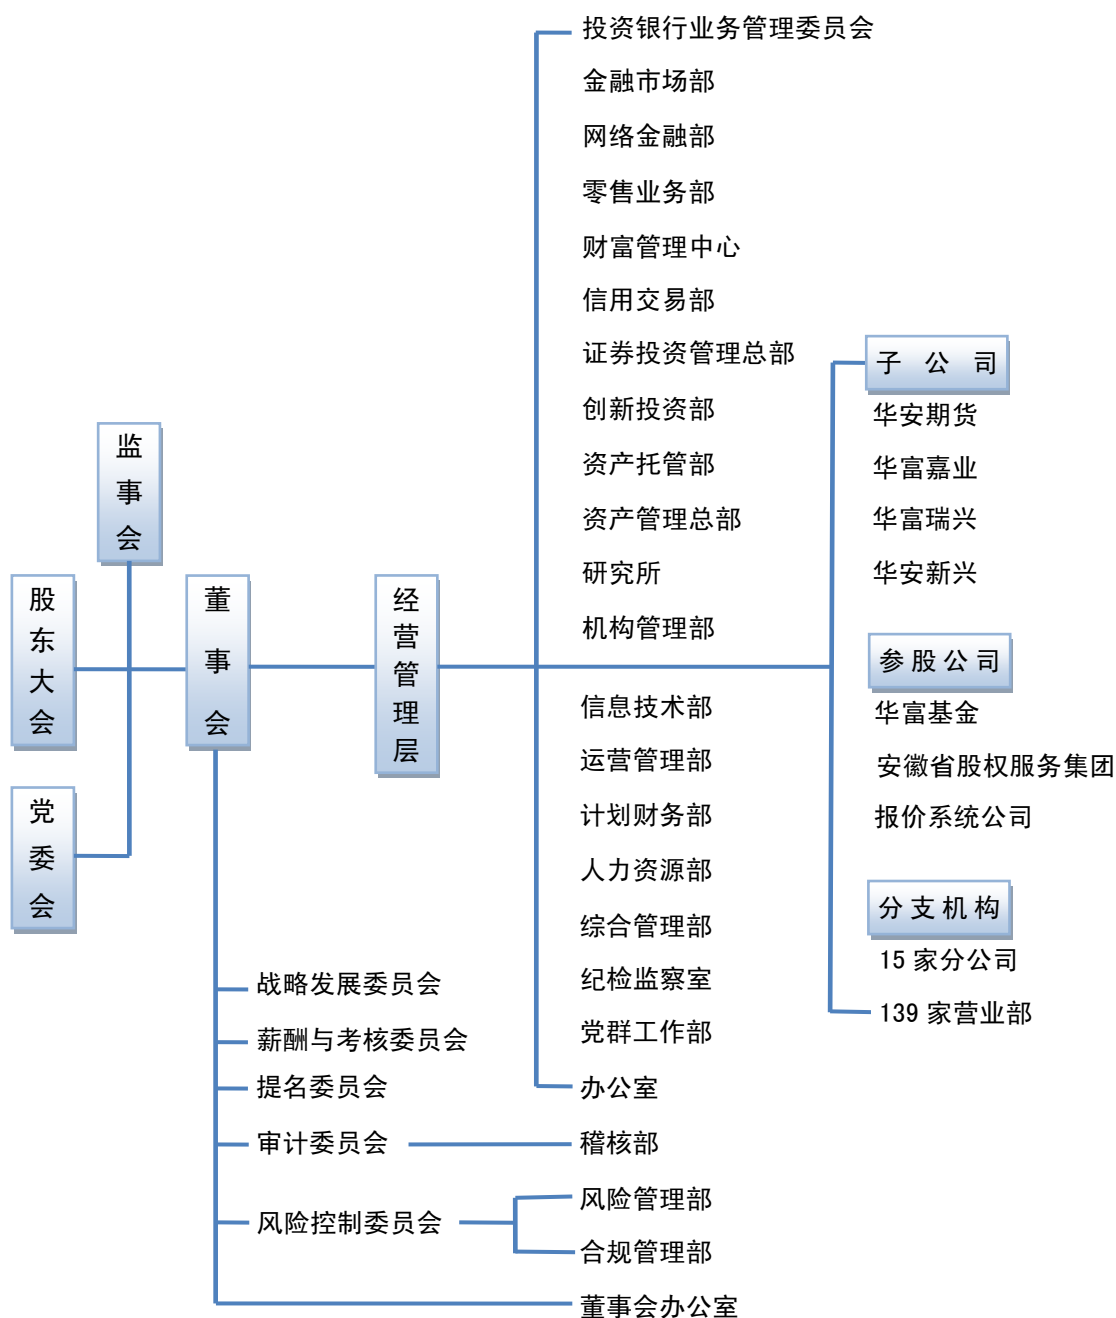 投资银行业务管理委员会
金融市场部
网络金融部
零售业务部
财富管理中心
信用交易部
证券投资管理总部
创新投资部
资产托管部
资产管理总部
研究所
机构管理部
信息技术部
运营管理部
计划财务部
人力资源部
综合管理部
纪检监察室
党群工作部
办公室
稽核部
风险管理部
合规管理部
董事会办公室
监事会
股东大会
党委会
董事会
经营管理层
战略发展委员会
薪酬与考核委员会
提名委员会
审计委员会
风险控制委员会
子公司
华安期货
华富嘉业
华富瑞兴
华安新兴
参股公司
华富基金
安徽省股权服务集团
报价系统公司
分支机构
15 家分公司
139 家营业部